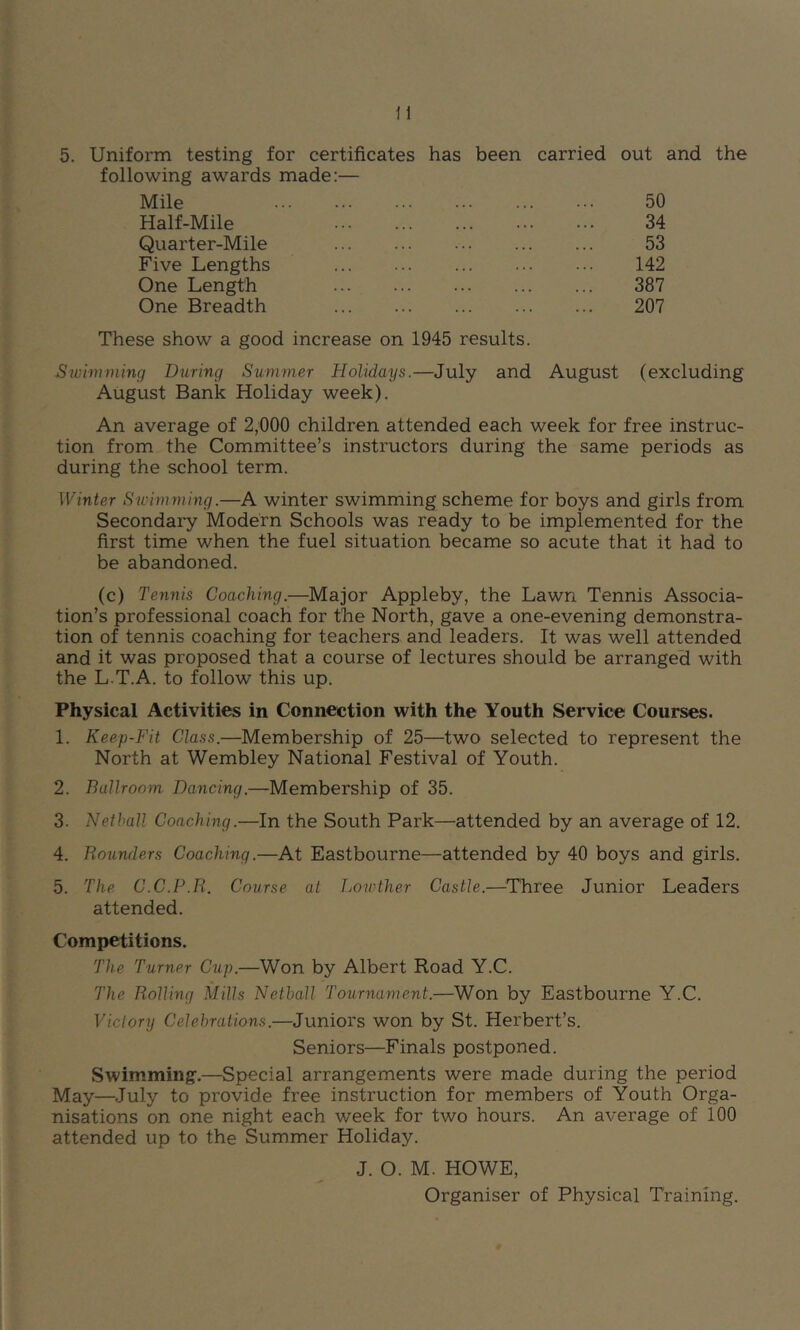 11
5. Uniform testing for certificates has been carried out and the
following awards made:—
Mile ... ... ... ... ... ... 50
Half-Mile ... ... ... ... ... 34
Quarter-Mile ... ... ... ... ... 53
Five Lengths ... ... ... ... ... 142
One Length ... ... ... ... ... 387
One Breadth ... ... ... ... ... 207
These show a good increase on 1945 results.
Swimming During Summer Holidays.—July and August (excluding
August Bank Holiday week).
An average of 2,000 children attended each week for free instruc-
tion from the Committee's instructors during the same periods as
during the school term.
Winter Swimming.—A winter swimming scheme for boys and girls from
Secondary Modern Schools was ready to be implemented for the
first time when the fuel situation became so acute that it had to
be abandoned.
(c) Tennis Coaching.—Major Appleby, the Lawn Tennis Associa-
tion's professional coach for the North, gave a one-evening demonstra-
tion of tennis coaching for teachers and leaders. It was well attended
and it was proposed that a course of lectures should be arranged with
the L.T.A. to follow this up.
Physical Activities in Connection with the Youth Service Courses.
1. Keep-Fit Class.—Membership of 25—two selected to represent the
North at Wembley National Festival of Youth.
2. Ballroom Dancing.—Membership of 35.
3. Netball Coaching.—In the South Park—attended by an average of 12.
4. Rounders Coaching.—At Eastbourne—attended by 40 boys and girls.
5. The C.C.P.R. Course at Lowther Castle.—Three Junior Leaders
attended.
Competitions.
The Turner Cup.—Won by Albert Road Y.C.
The Rolling Mills Netball Tournament.—Won by Eastbourne Y.C.
Victory Celebrations.—Juniors won by St. Herbert's.
Seniors—Finals postponed.
Swimming.—Special arrangements were made during the period
May—July to provide free instruction for members of Youth Orga-
nisations on one night each week for two hours. An average of 100
attended up to the Summer Holiday.
J. O. M. HOWE,
Organiser of Physical Training.